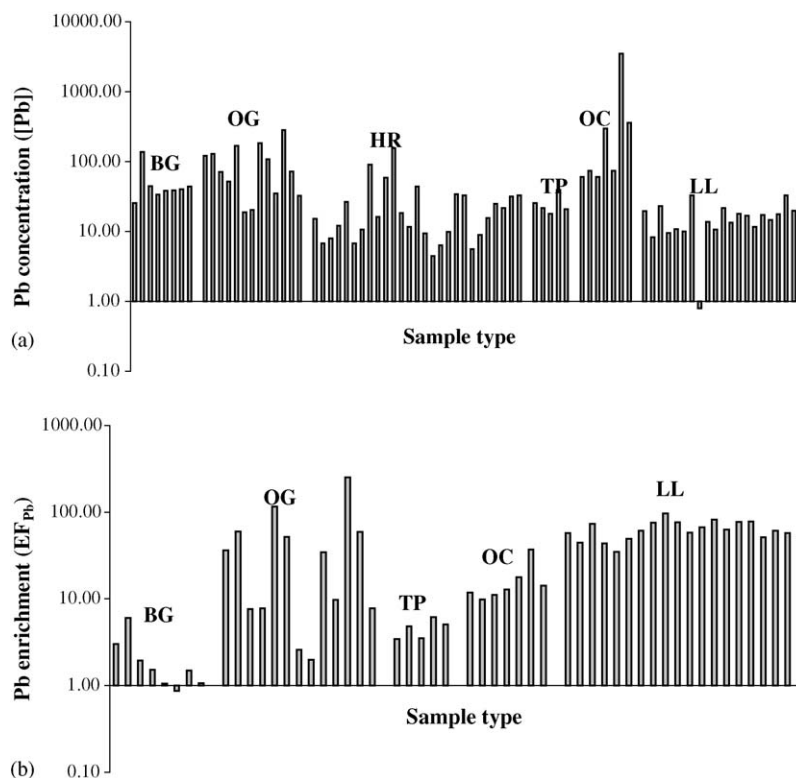 10000.00
1000.00
100.00
10.00
1.00
0.10
Pb concentration ([Pb])
BG
OG
HR
TP
OC
LL
Sample type
(a)
1000.00
100.00
10.00
1.00
0.10
Pb enrichment (EFPb)
BG
OG
TP
OC
LL
Sample type
(b)